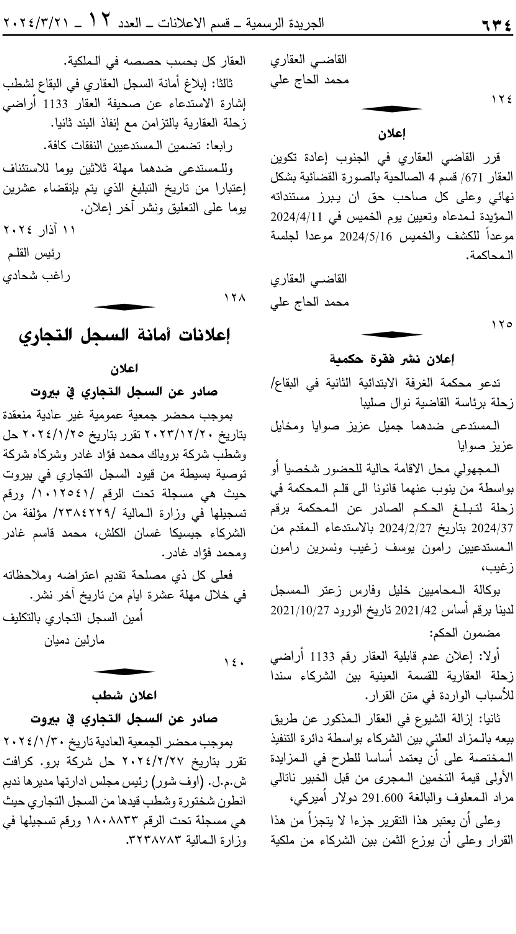 ٦٣٤
الجريدة الرسمية ـ قسم الاعلانات ـ العدد ١٢ ـ ٢٠٢٤/٣/٢١
القاضي العقاري
محمد الحاج علي
١٢٤
إعلان
قرر القاضي العقاري في الجنوب إعادة تكوين
العقار 671/ قسم 4 الصالحية بالصورة القضائية بشكل
نهائي وعلى كل صاحب حق ان يبرز مستنداته
المؤيدة لمدعاه وتعيين يوم الخميس في 2024/4/11
موعداً للكشف والخميس 2024/5/16 موعدا لجلسة
المحاكمة.
القاضي العقاري
محمد الحاج علي
١٢٥
إعلان نشر فقرة حكمية
تدعو محكمة الغرفة الابتدائية الثانية في البقاع/
زحلة برئاسة القاضية نوال صليبا
المستدعى ضدهما جميل عزيز صوايا ومخايل
عزيز صوايا
المجهولي محل الاقامة حالية للحضور شخصيا أو
بواسطة من ينوب عنهما قانونا الى قلم المحكمة في
زحلة لتبلغ الحكم الصادر عن المحكمة برقم
2024/37 بتاريخ 2024/2/27 بالاستدعاء المقدم من
المستدعيين رامون يوسف زغيب ونسرين رامون
زغيب،
بوكالة المحاميين خليل وفارس زعتر المسجل
لدينا برقم أساس 2021/42 تاريخ الورود 2021/10/27
مضمون الحكم:
أولا: إعلان عدم قابلية العقار رقم 1133 أراضي
زحلة العقارية للقسمة العينية بين الشركاء سندا
للأسباب الواردة في متن القرار.
ثانيا: إزالة الشيوع في العقار المذكور عن طريق
بيعه بالمزاد العلني بين الشركاء بواسطة دائرة التنفيذ
المختصة على أن يعتمد أساسا للطرح في المزايدة
الأولى قيمة التخمين المجرى من قبل الخبير ناتالي
مراد المعلوف والبالغة 291.600 دولار أميركي،
وعلى أن يعتبر هذا التقرير جزءا لا يتجزأ من هذا
القرار وعلى أن يوزع الثمن بين الشركاء من ملكية
العقار كل بحسب حصصه في الملكية.
ثالثا: إبلاغ أمانة السجل العقاري في البقاع لشطب
إشارة الاستدعاء عن صحيفة العقار 1133 أراضي
زحلة العقارية بالتزامن مع إنفاذ البند ثانيا.
رابعا: تضمين المستدعيين النفقات كافة.
وللمستدعى ضدهما مهلة ثلاثين يوما للاستئناف
إعتبارا من تاريخ التبليغ الذي يتم بإنقضاء عشرين
يوما على التعليق ونشر آخر إعلان.
١١ آذار ٢٠٢٤
رئيس القلم
راغب شحادي
١٢٨
إعلانات أمانة السجل التجاري
اعلان
صادر عن السجل التجاري في بيروت
بموجب محضر جمعية عمومية غير عادية منعقدة
بتاريخ ٢٠٢٣/١٢/٢٠ تقرر بتاريخ ٢٠٢٤/١/٢٥ حل
وشطب شركة بروباك محمد فؤاد غادر وشركاه شركة
توصية بسيطة من قيود السجل التجاري في بيروت
حيث هي مسجلة تحت الرقم /١٠١٢٥٤١/ ورقم
تسجيلها في وزارة المالية /٢٣٨٤٢٢٩/ مؤلفة من
الشركاء جيسيكا غسان الكلش، محمد قاسم غادر
ومحمد فؤاد غادر.
فعلى كل ذي مصلحة تقديم اعتراضه وملاحظاته
في خلال مهلة عشرة ايام من تاريخ آخر نشر.
أمين السجل التجاري بالتكليف
مارلين دميان
١٤٠
اعلان شطب
صادر عن السجل التجاري في بيروت
بموجب محضر الجمعية العادية تاريخ ٢٠٢٤/١/٣٠
تقرر بتاريخ ٢٠٢٤/٢/٢٧ حل شركة برو. كرافت
ش.م.ل. (اوف شور) رئيس مجلس ادارتها مديرها نديم
انطون شختورة وشطب قيدها من السجل التجاري حيث
هي مسجلة تحت الرقم ١٨٠٨٨٣٣ ورقم تسجيلها في
وزارة المالية ٣٢٣٨٧٨٣.